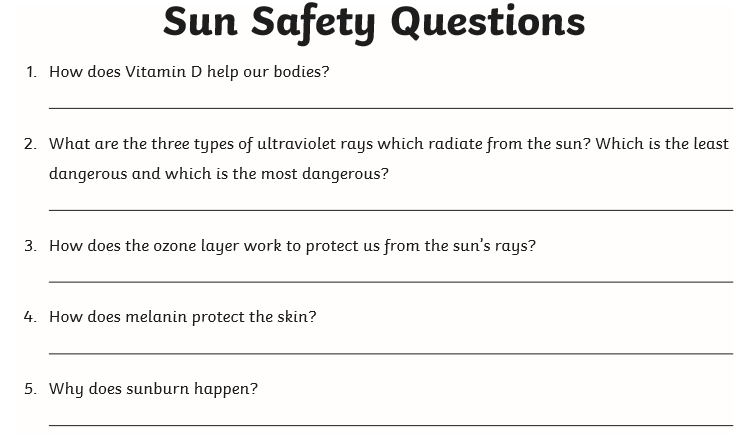 Sun Safety Questions
1. How does Vitamin D help our bodies?
2. What are the three types of ultraviolet rays which radiate from the sun? Which is the least
dangerous and which is the most dangerous?
3. How does the ozone layer work to protect us from the sun's rays?
4. How does melanin protect the skin?
5. Why does sunburn happen?